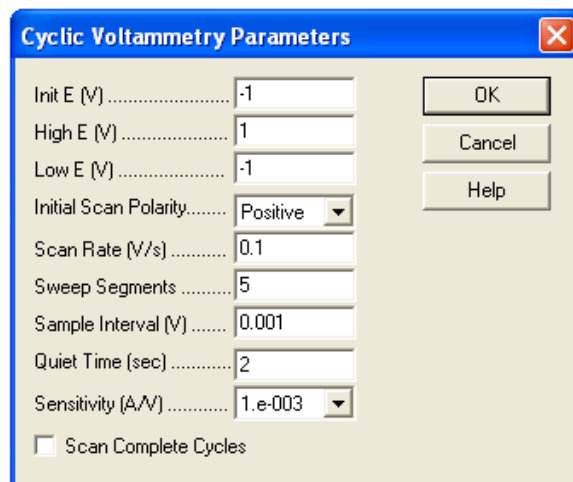 Cyclic Voltammetry Parameters
Init E (V) ....................... -1
High E (V) ..................... 1
Low E (V) ..................... -1
Initial Scan Polarity....... Positive
Scan Rate (V/s) ........... 0.1
Sweep Segments .......... 5
Sample Interval (V) ....... 0.001
Quiet Time (sec) ............ 2
Sensitivity (A/V) ............ 1.e-003
Scan Complete Cycles
OK
Cancel
Help